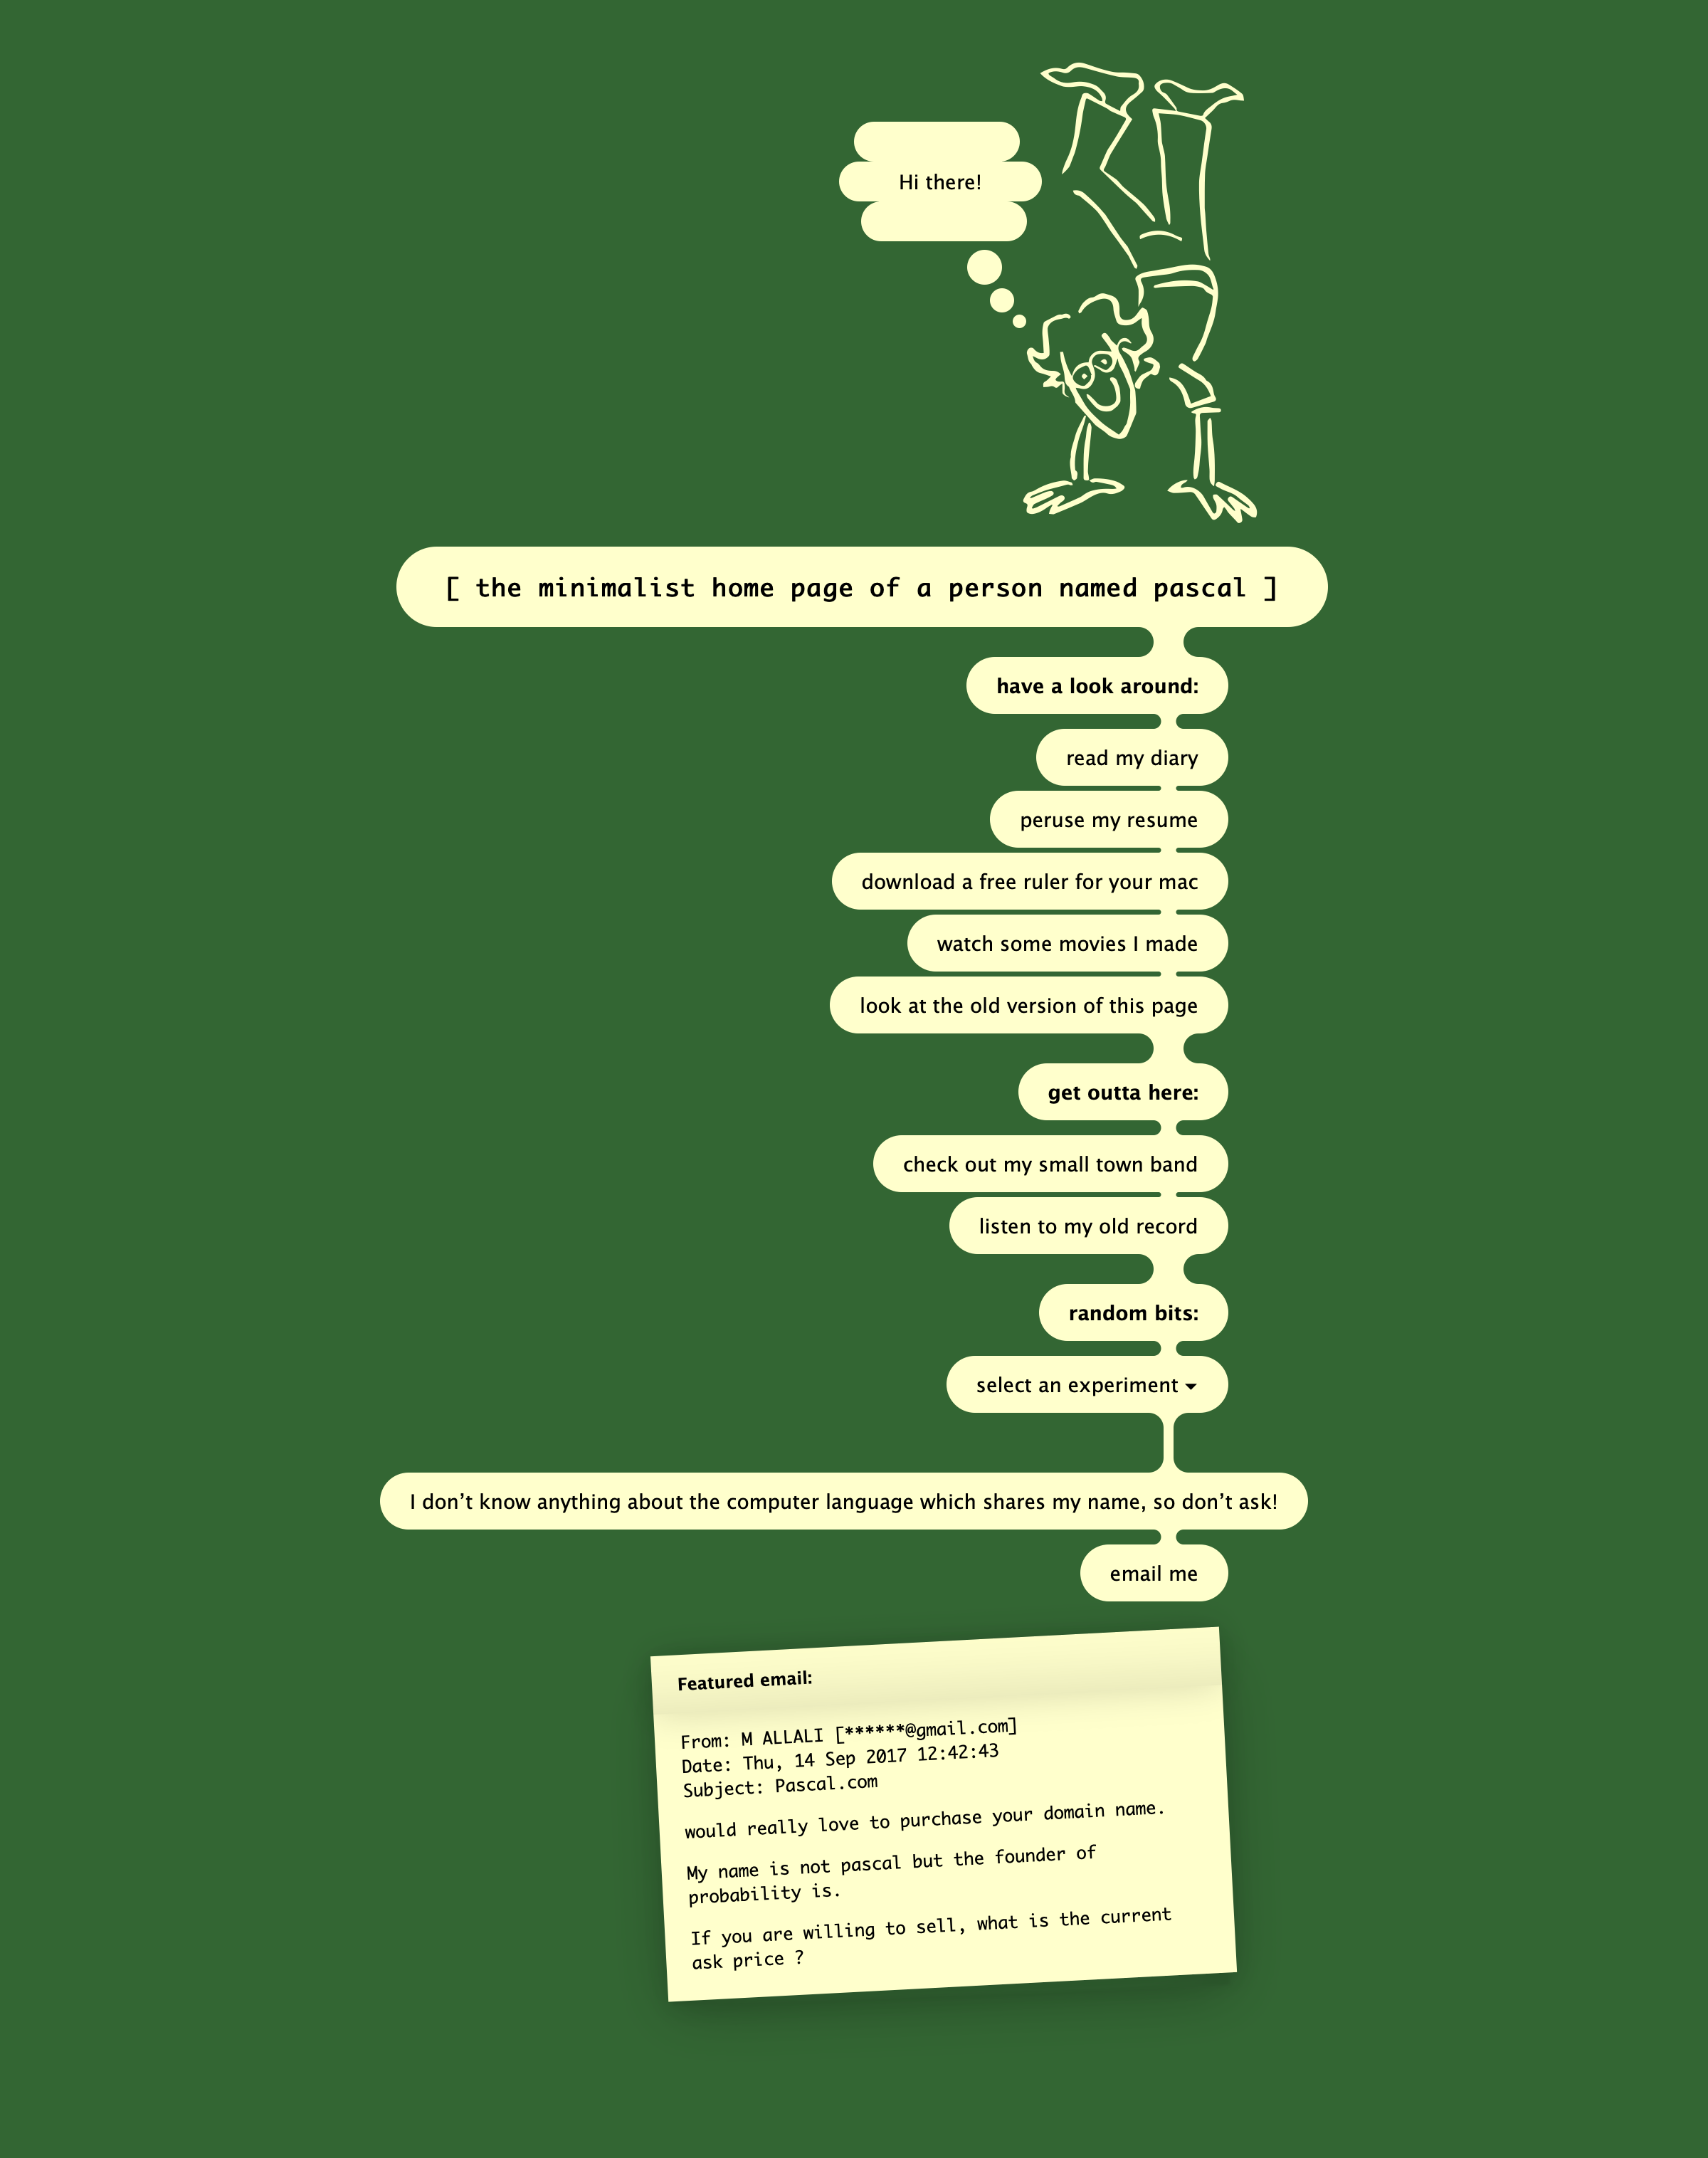 Hi there!
[ the minimalist home page of a person named pascal ]
have a look around:
read my diary
peruse my resume
download a free ruler for your mac
watch some movies I made
look at the old version of this page
get outta here:
check out my small town band
listen to my old record
random bits:
select an experiment
I don’t know anything about the computer language which shares my name, so don’t ask!
email me
Featured email:
From: M ALLALI [******@gmail.com]
Date: Thu, 14 Sep 2017 12:42:43
Subject: Pascal.com
would really love to purchase your domain name.
My name is not pascal but the founder of
probability is.
If you are willing to sell, what is the current
ask price ?